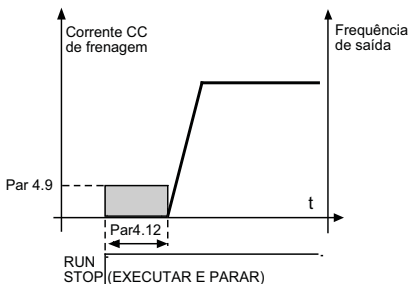 Corrente CC
de frenagem
Frequência
de saída
Par 4.9
t
Par4.12
RUN
STOP (EXECUTAR E PARAR)